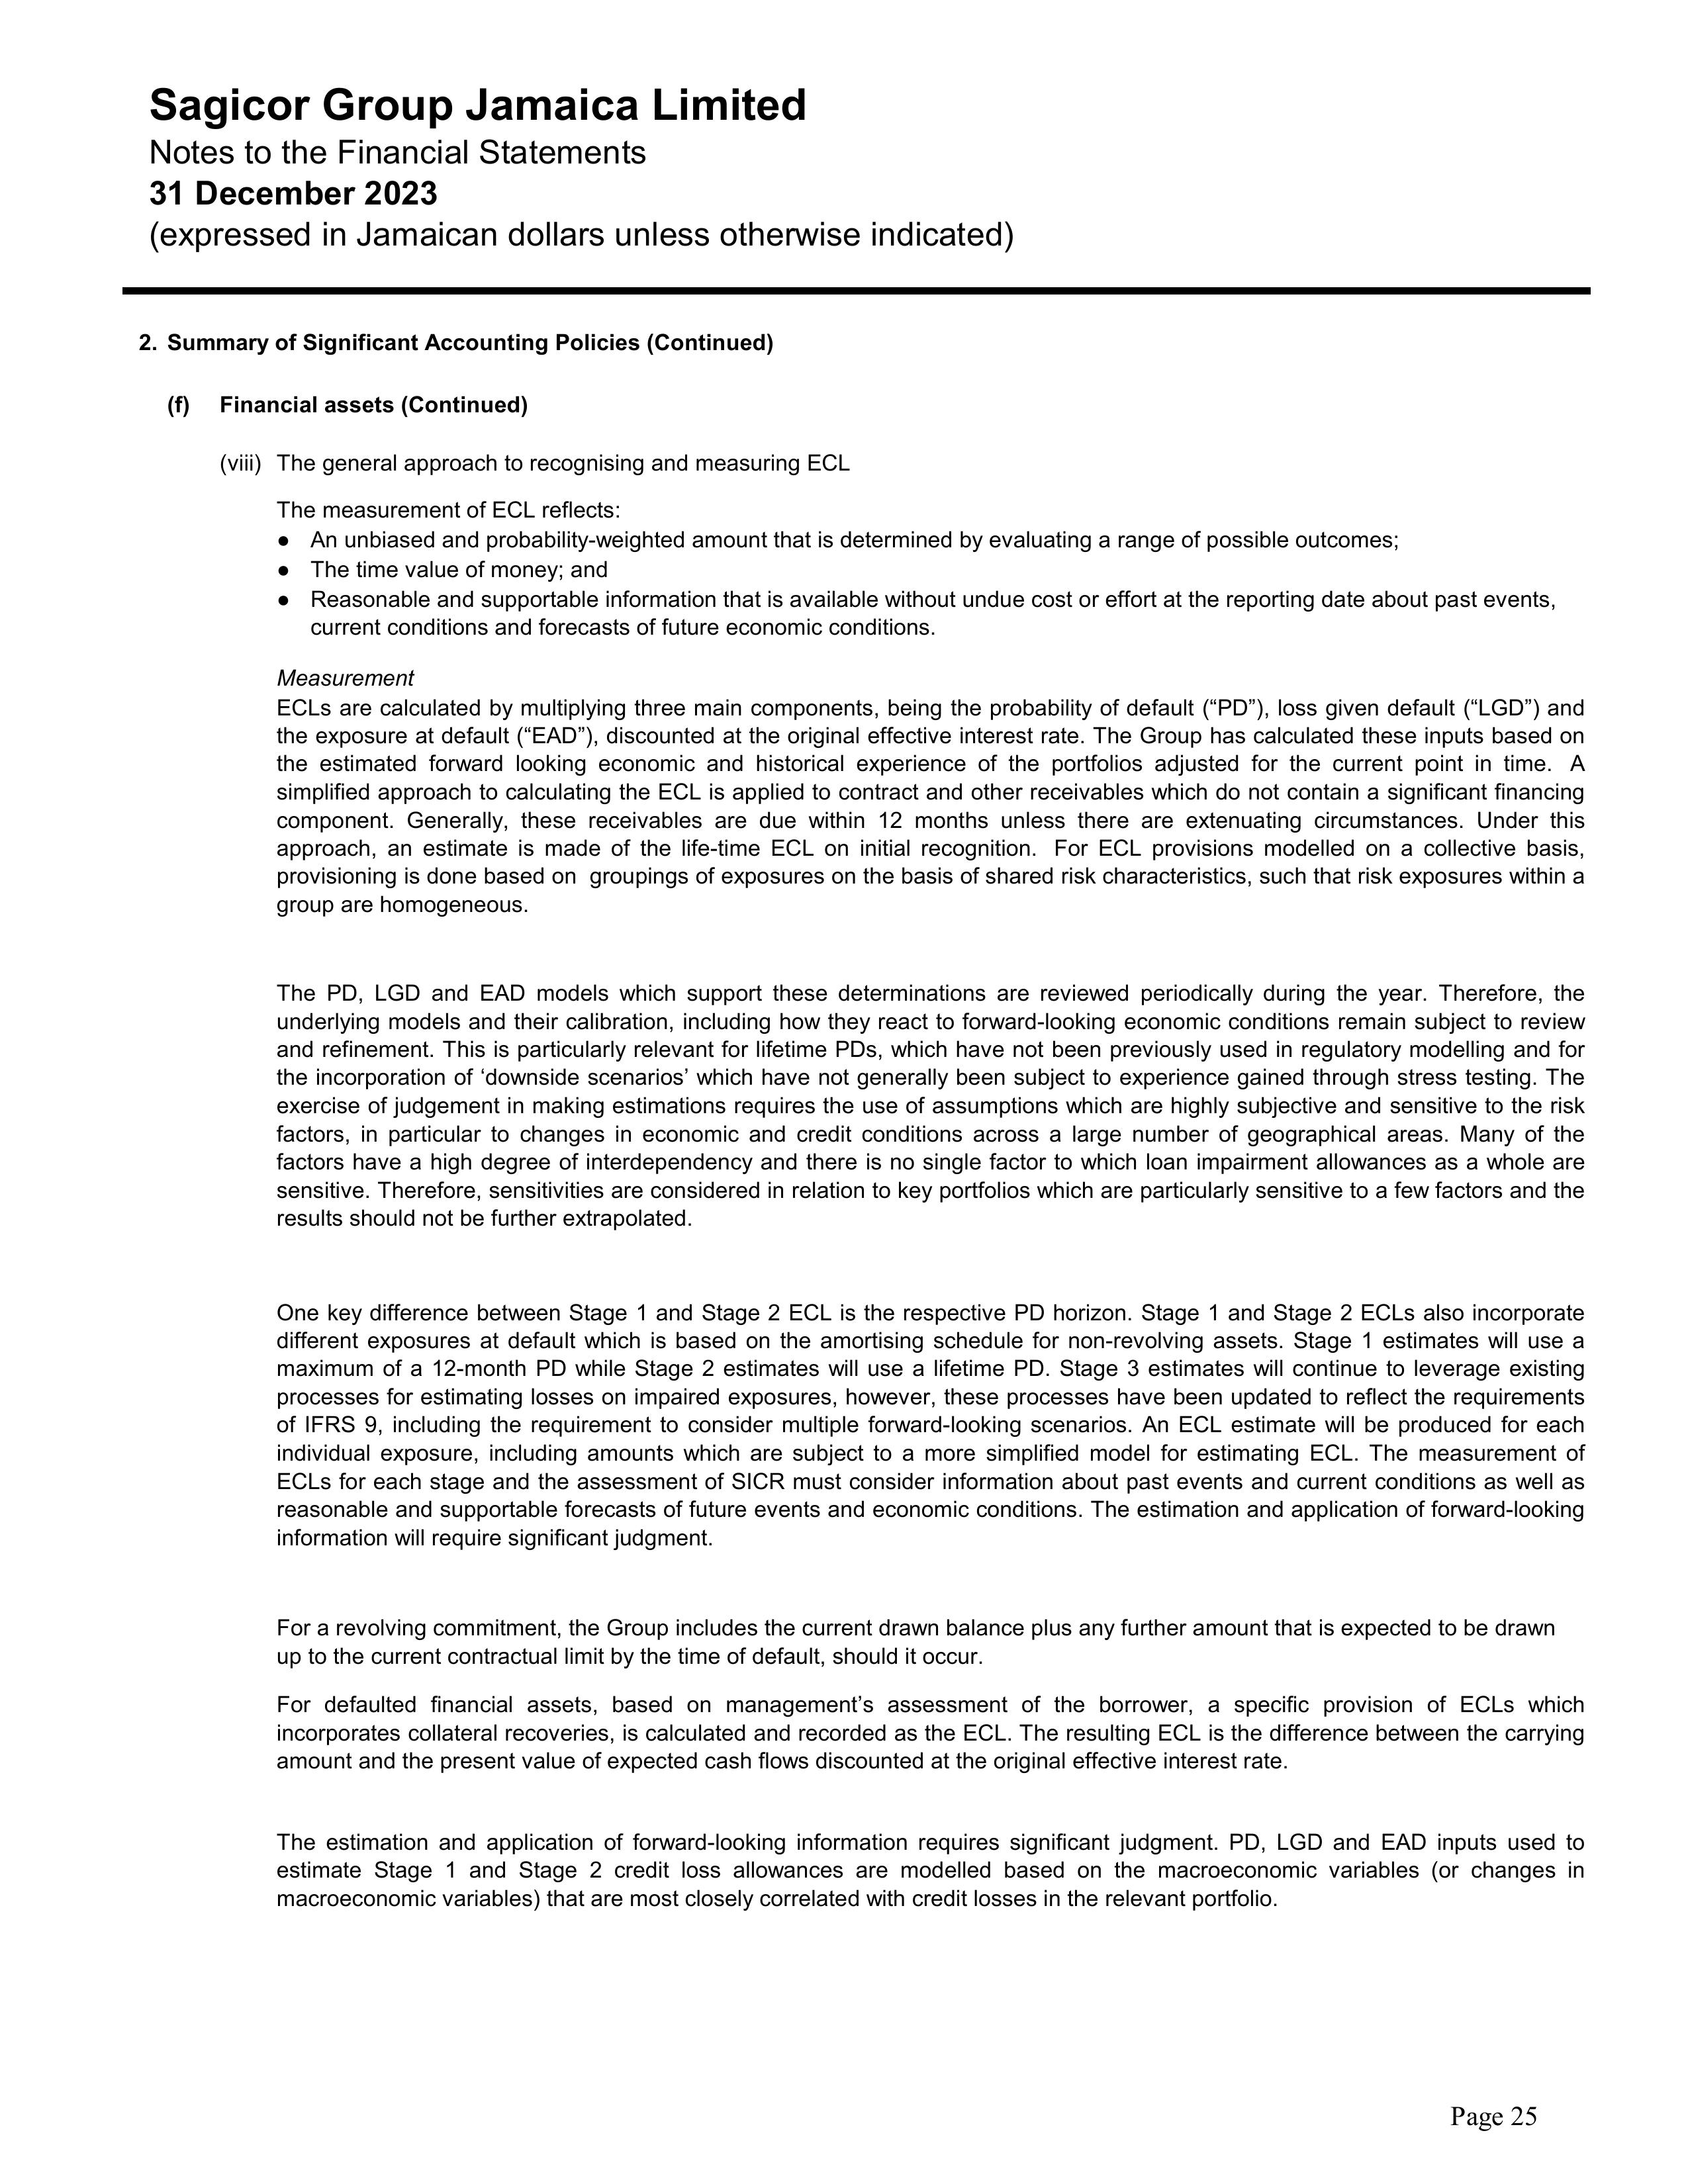 Sagicor Group Jamaica Limited
Notes to the Financial Statements
31 December 2023
(expressed in Jamaican dollars unless otherwise indicated)
2. Summary of Significant Accounting Policies (Continued)
(f) Financial assets (Continued)
(viii) The general approach to recognising and measuring ECL
The measurement of ECL reflects:
● An unbiased and probability-weighted amount that is determined by evaluating a range of possible outcomes;
● The time value of money; and
● Reasonable and supportable information that is available without undue cost or effort at the reporting date about past events,
current conditions and forecasts of future economic conditions.
Measurement
ECLs are calculated by multiplying three main components, being the probability of default (“PD”), loss given default (“LGD”) and
the exposure at default (“EAD”), discounted at the original effective interest rate. The Group has calculated these inputs based on
the estimated forward looking economic and historical experience of the portfolios adjusted for the current point in time. A
simplified approach to calculating the ECL is applied to contract and other receivables which do not contain a significant financing
component. Generally, these receivables are due within 12 months unless there are extenuating circumstances. Under this
approach, an estimate is made of the life-time ECL on initial recognition. For ECL provisions modelled on a collective basis,
provisioning is done based on groupings of exposures on the basis of shared risk characteristics, such that risk exposures within a
group are homogeneous.
The PD, LGD and EAD models which support these determinations are reviewed periodically during the year. Therefore, the
underlying models and their calibration, including how they react to forward-looking economic conditions remain subject to review
and refinement. This is particularly relevant for lifetime PDs, which have not been previously used in regulatory modelling and for
the incorporation of ‘downside scenarios’ which have not generally been subject to experience gained through stress testing. The
exercise of judgement in making estimations requires the use of assumptions which are highly subjective and sensitive to the risk
factors, in particular to changes in economic and credit conditions across a large number of geographical areas. Many of the
factors have a high degree of interdependency and there is no single factor to which loan impairment allowances as a whole are
sensitive. Therefore, sensitivities are considered in relation to key portfolios which are particularly sensitive to a few factors and the
results should not be further extrapolated.
One key difference between Stage 1 and Stage 2 ECL is the respective PD horizon. Stage 1 and Stage 2 ECLs also incorporate
different exposures at default which is based on the amortising schedule for non-revolving assets. Stage 1 estimates will use a
maximum of a 12-month PD while Stage 2 estimates will use a lifetime PD. Stage 3 estimates will continue to leverage existing
processes for estimating losses on impaired exposures, however, these processes have been updated to reflect the requirements
of IFRS 9, including the requirement to consider multiple forward-looking scenarios. An ECL estimate will be produced for each
individual exposure, including amounts which are subject to a more simplified model for estimating ECL. The measurement of
ECLs for each stage and the assessment of SICR must consider information about past events and current conditions as well as
reasonable and supportable forecasts of future events and economic conditions. The estimation and application of forward-looking
information will require significant judgment.
For a revolving commitment, the Group includes the current drawn balance plus any further amount that is expected to be drawn
up to the current contractual limit by the time of default, should it occur.
For defaulted financial assets, based on management’s assessment of the borrower, a specific provision of ECLs which
incorporates collateral recoveries, is calculated and recorded as the ECL. The resulting ECL is the difference between the carrying
amount and the present value of expected cash flows discounted at the original effective interest rate.
The estimation and application of forward-looking information requires significant judgment. PD, LGD and EAD inputs used to
estimate Stage 1 and Stage 2 credit loss allowances are modelled based on the macroeconomic variables (or changes in
macroeconomic variables) that are most closely correlated with credit losses in the relevant portfolio.
Page 25